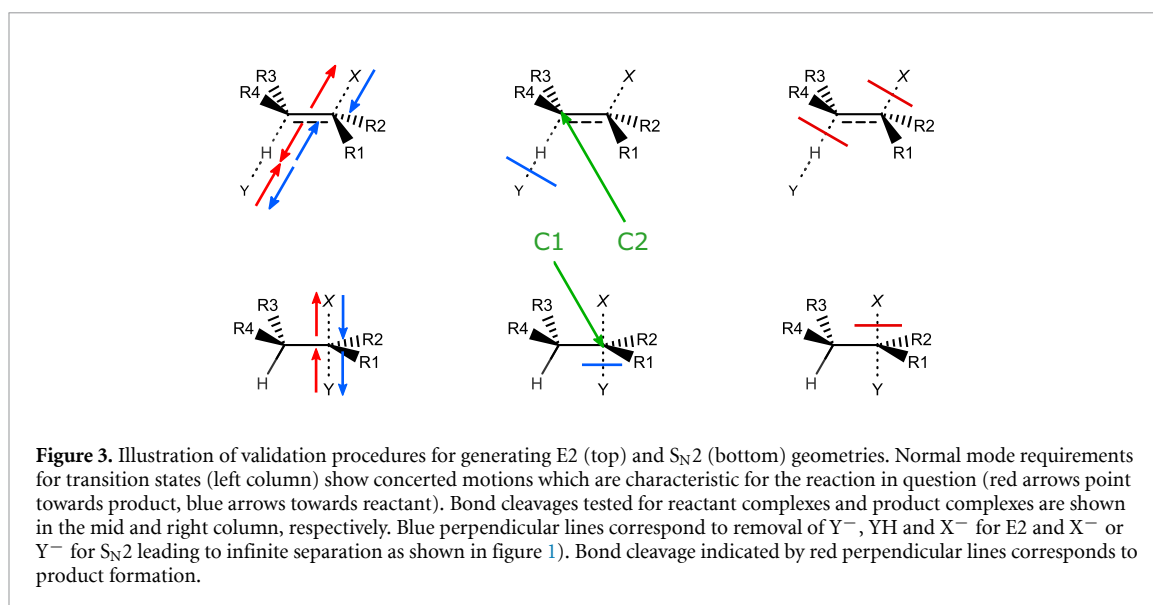 R3 X
R4
R2
H R1
Y
R3 X
R4
R2
H R1
Y
R3 X
R4
R2
H R1
Y
C1 C2
R3 X
R4 R2
R1
H Y
R3 X
R4 R2
R1
H Y
R3 X
R4 R2
R1
H Y
Figure 3. Illustration of validation procedures for generating E2 (top) and S_N2 (bottom) geometries. Normal mode requirements
for transition states (left column) show concerted motions which are characteristic for the reaction in question (red arrows point
towards product, blue arrows towards reactant). Bond cleavages tested for reactant complexes and product complexes are shown
in the mid and right column, respectively. Blue perpendicular lines correspond to removal of Y⁻, YH and X⁻ for E2 and X⁻ or
Y⁻ for S_N2 leading to infinite separation as shown in figure 1). Bond cleavage indicated by red perpendicular lines corresponds to
product formation.